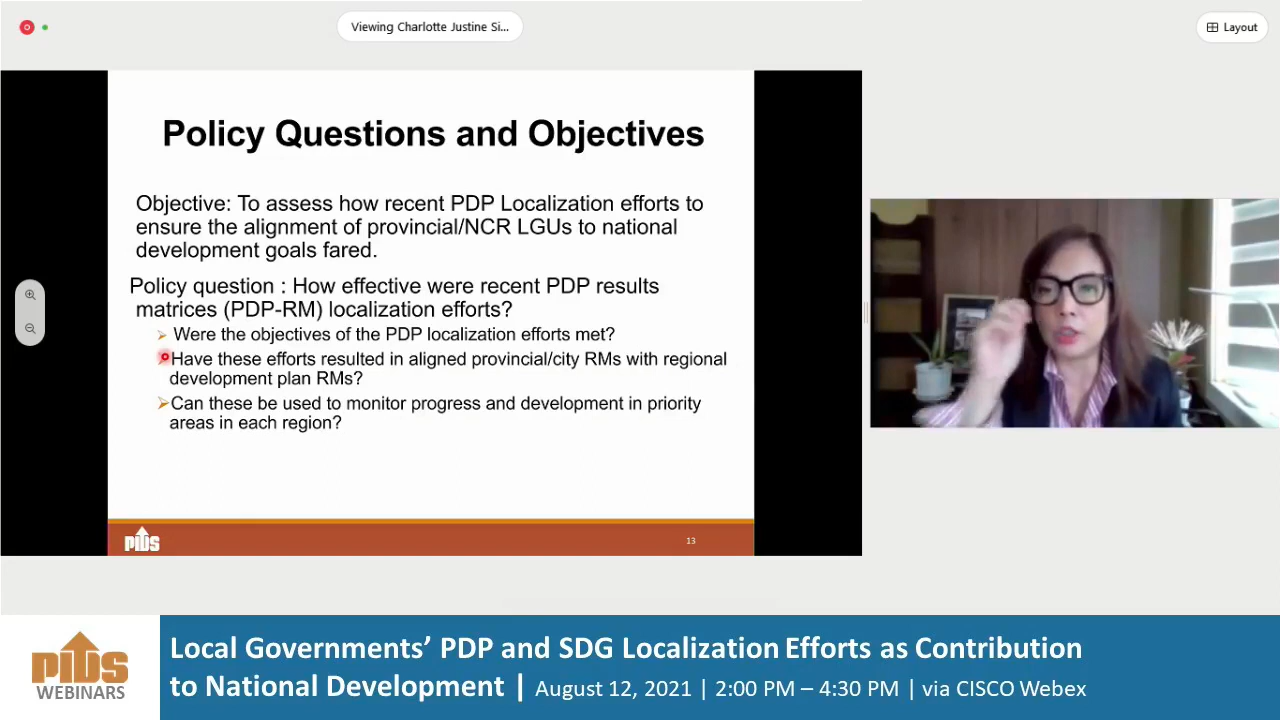 Viewing Charlotte Justine Si...
Layout
Policy Questions and Objectives
Objective: To assess how recent PDP Localization efforts to
ensure the alignment of provincial/NCR LGUs to national
development goals fared.
Policy question : How effective were recent PDP results
matrices (PDP-RM) localization efforts?
Were the objectives of the PDP localization efforts met?
Have these efforts resulted in aligned provincial/city RMs with regional
development plan RMs?
Can these be used to monitor progress and development in priority
areas in each region?
PIDS
13
PIDS
WEBINARS
Local Governments' PDP and SDG Localization Efforts as Contribution
to National Development | August 12, 2021 | 2:00 PM – 4:30 PM | via CISCO Webex